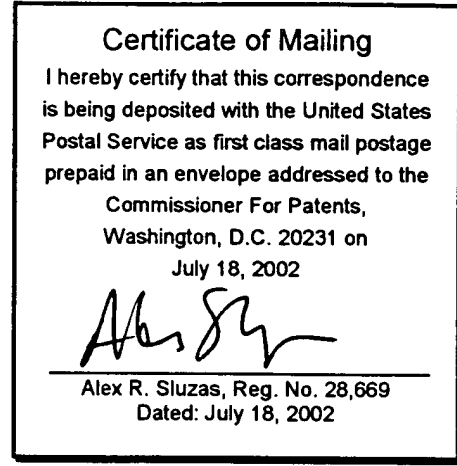 Certificate of Mailing
I hereby certify that this correspondence
is being deposited with the United States
Postal Service as first class mail postage
prepaid in an envelope addressed to the
Commissioner For Patents,
Washington, D.C. 20231 on
July 18, 2002
Alex R. Sluzas, Reg. No. 28,669
Dated: July 18, 2002